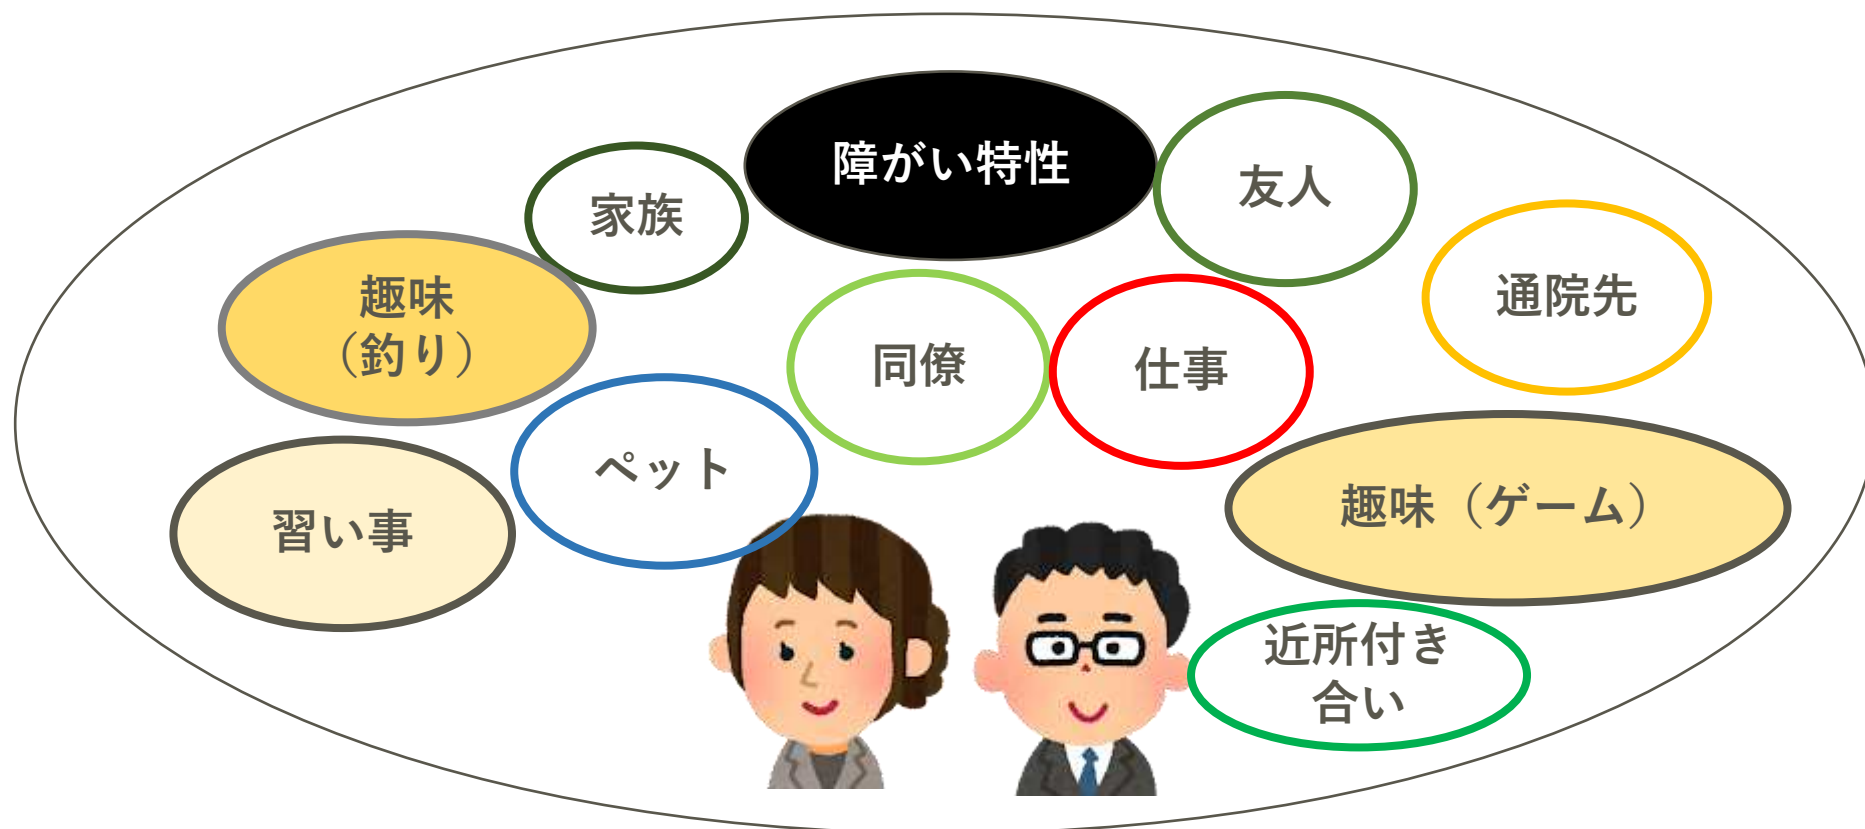 障がい特性
友人
家族
通院先
趣味
（釣り）
同僚
仕事
ペット
趣味（ゲーム）
習い事
近所付き
合い